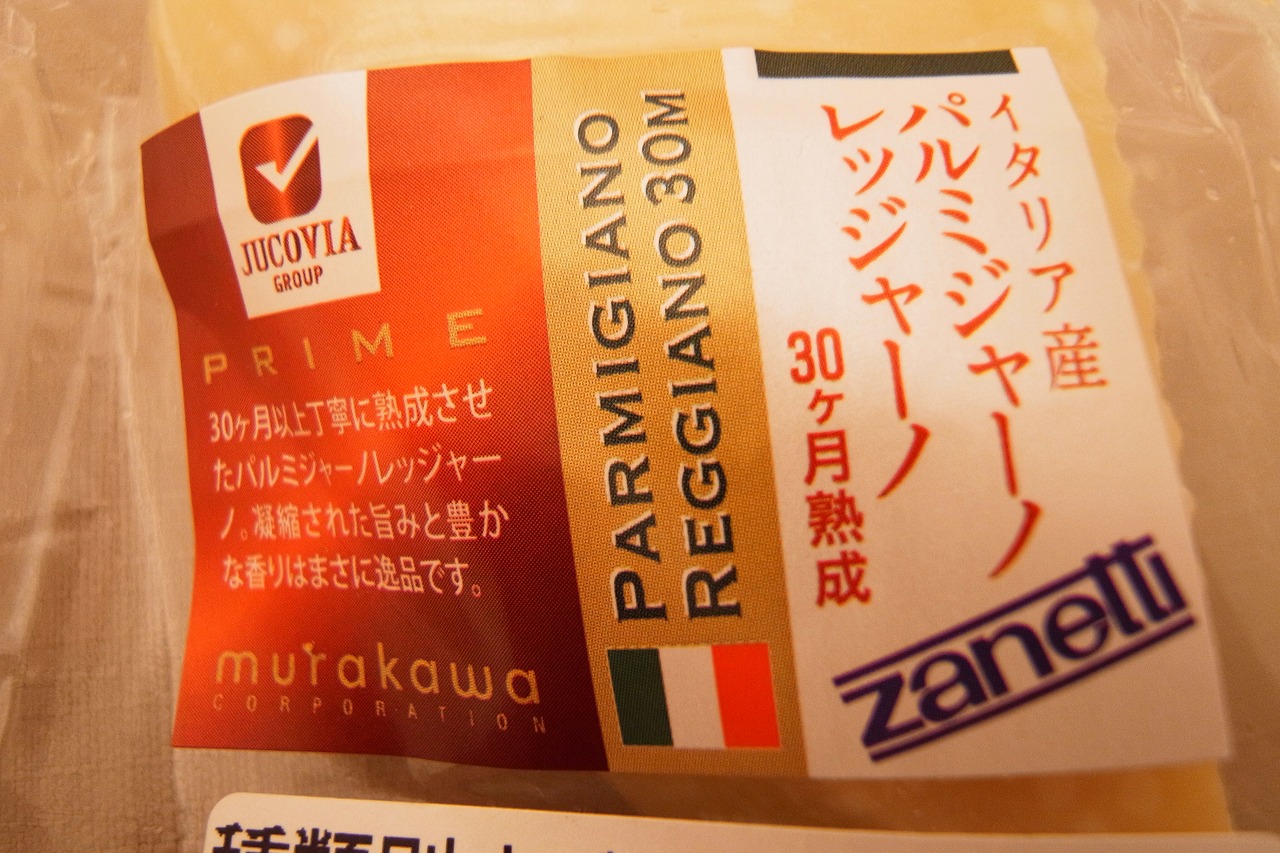 JUCOVIA
GROUP
PRIME
30ヶ月以上丁寧に熟成させ
たパルミジャーノレッジャー
ノ。凝縮された旨みと豊か
な香りはまさに逸品です。
murakawa
CORPORATION
PARMIGIANO
REGGIANO 30M
イタリア産
パルミジャーノ
レッジャーノ
30ヶ月熟成
zanetti